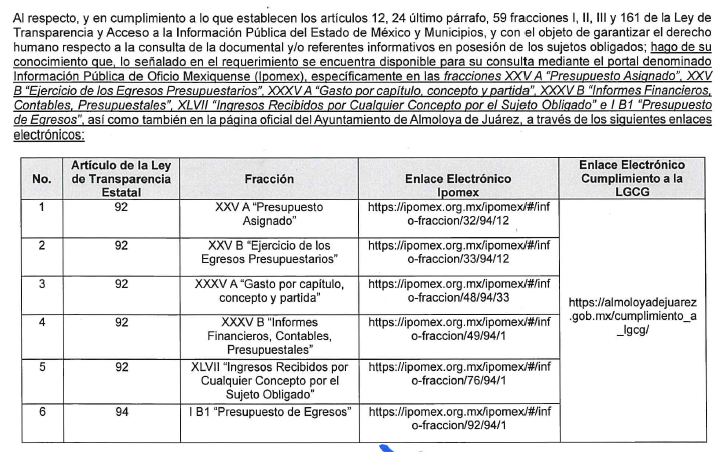 Al respecto, y en cumplimiento a lo que establecen los artículos 12, 24 último párrafo, 59 fracciones I, II, III y 161 de la Ley de
Transparencia y Acceso a la Información Pública del Estado de México y Municipios, y con el objeto de garantizar el derecho
humano respecto a la consulta de la documental y/o referentes informativos en posesión de los sujetos obligados; hago de su
conocimiento que, lo señalado en el requerimiento se encuentra disponible para su consulta mediante el portal denominado
Información Pública de Oficio Mexiquense (Ipomex), específicamente en las fracciones XXV A "Presupuesto Asignado", XXV
B "Ejercicio de los Egresos Presupuestarios", XXXV A "Gasto por capítulo, concepto y partida", XXXV B "Informes Financieros,
Contables, Presupuestales", XLVII "Ingresos Recibidos por Cualquier Concepto por el Sujeto Obligado" e I B1 "Presupuesto
de Egresos", así como también en la página oficial del Ayuntamiento de Almoloya de Juárez, a través de los siguientes enlaces
electrónicos:
No.
Artículo de la Ley
de Transparencia
Estatal
Fracción
Enlace Electrónico
Ipomex
Enlace Electrónico
Cumplimiento a la
LGCG
1
92
XXV A "Presupuesto
Asignado"
https://ipomex.org.mx/ipomex/#/inf
o-fraccion/32/94/12
2
92
XXV B "Ejercicio de los
Egresos Presupuestarios"
https://ipomex.org.mx/ipomex/#/inf
o-fraccion/33/94/12
3
92
XXXV A "Gasto por capítulo,
concepto y partida"
https://ipomex.org.mx/ipomex/#/inf
o-fraccion/48/94/33
4
92
XXXV B "Informes
Financieros, Contables,
Presupuestales"
https://ipomex.org.mx/ipomex/#/inf
o-fraccion/49/94/1
5
92
XLVII "Ingresos Recibidos por
Cualquier Concepto por el
Sujeto Obligado"
https://ipomex.org.mx/ipomex/#/inf
o-fraccion/76/94/1
6
94
I B1 "Presupuesto de Egresos"
https://ipomex.org.mx/ipomex/#/inf
o-fraccion/92/94/1
https://almoloyadejuarez
.gob.mx/cumplimiento_a
_lgcg/